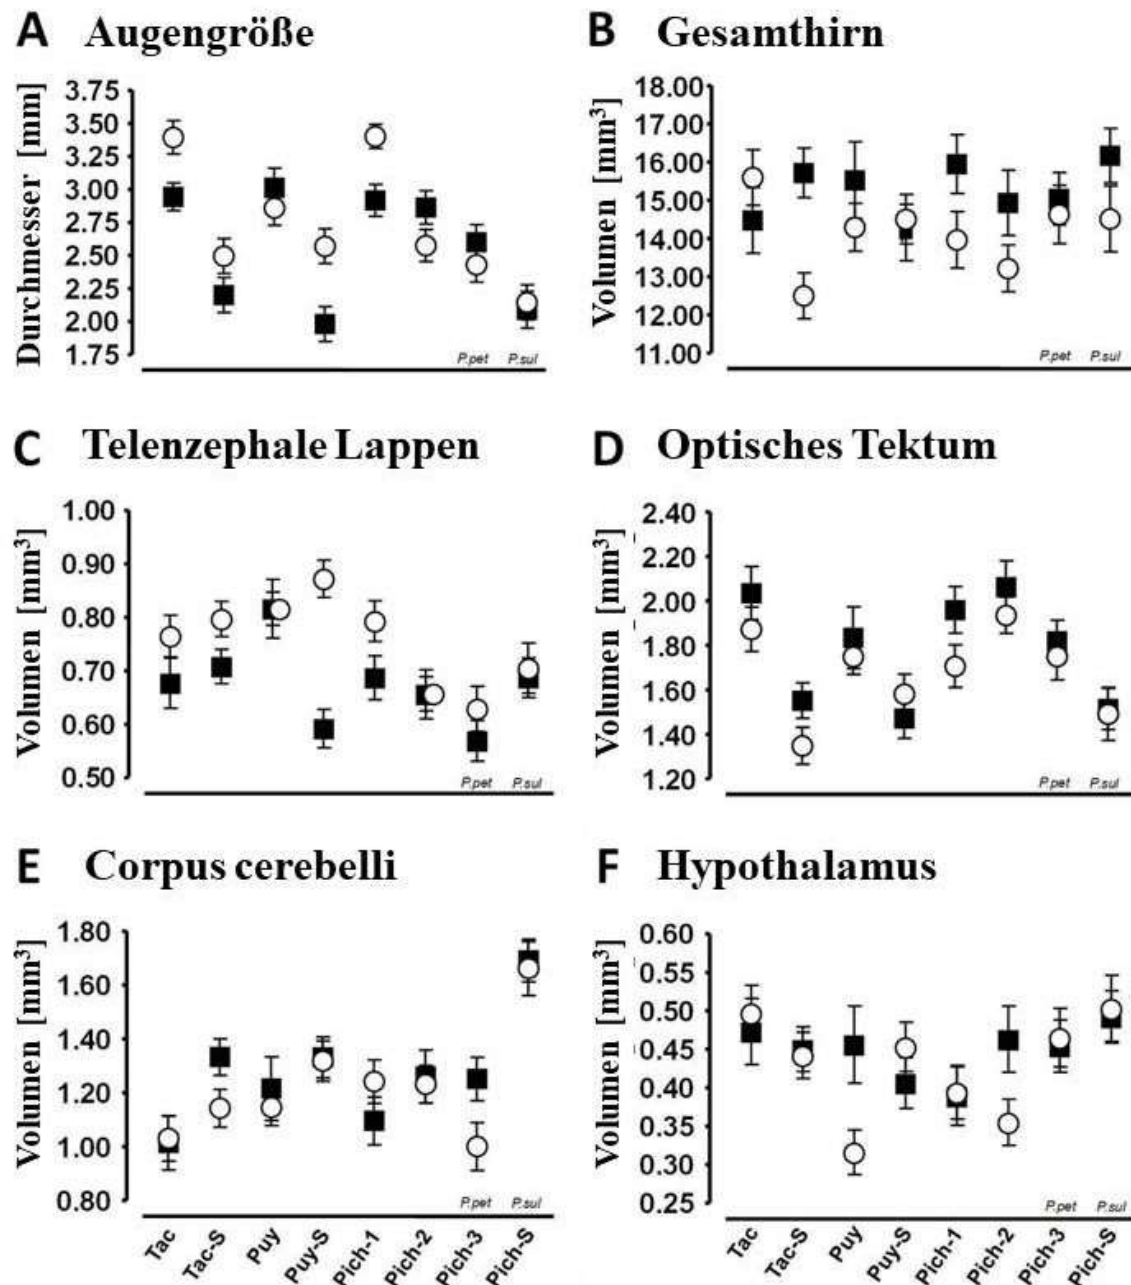 A Augengröße
Durchmesser [mm]
3.75
3.50
3.25
3.00
2.75
2.50
2.25
2.00
1.75
P.pet P.sul
B Gesamthirn
Volumen [mm³]
18.00
17.00
16.00
15.00
14.00
13.00
12.00
11.00
P.pet P.sul
C Telenzephale Lappen
Volumen [mm³]
1.00
0.90
0.80
0.70
0.60
0.50
P.pet P.sul
D Optisches Tektum
Volumen [mm³]
2.40
2.20
2.00
1.80
1.60
1.40
1.20
P.pet P.sul
E Corpus cerebelli
Volumen [mm³]
1.80
1.60
1.40
1.20
1.00
0.80
P.pet P.sul
Tac Tac-S Puy Puy-S Pich-1 Pich-2 Pich-3 Pich-S
F Hypothalamus
Volumen [mm³]
0.60
0.55
0.50
0.45
0.40
0.35
0.30
0.25
P.pet P.sul
Tac Tac-S Puy Puy-S Pich-1 Pich-2 Pich-3 Pich-S